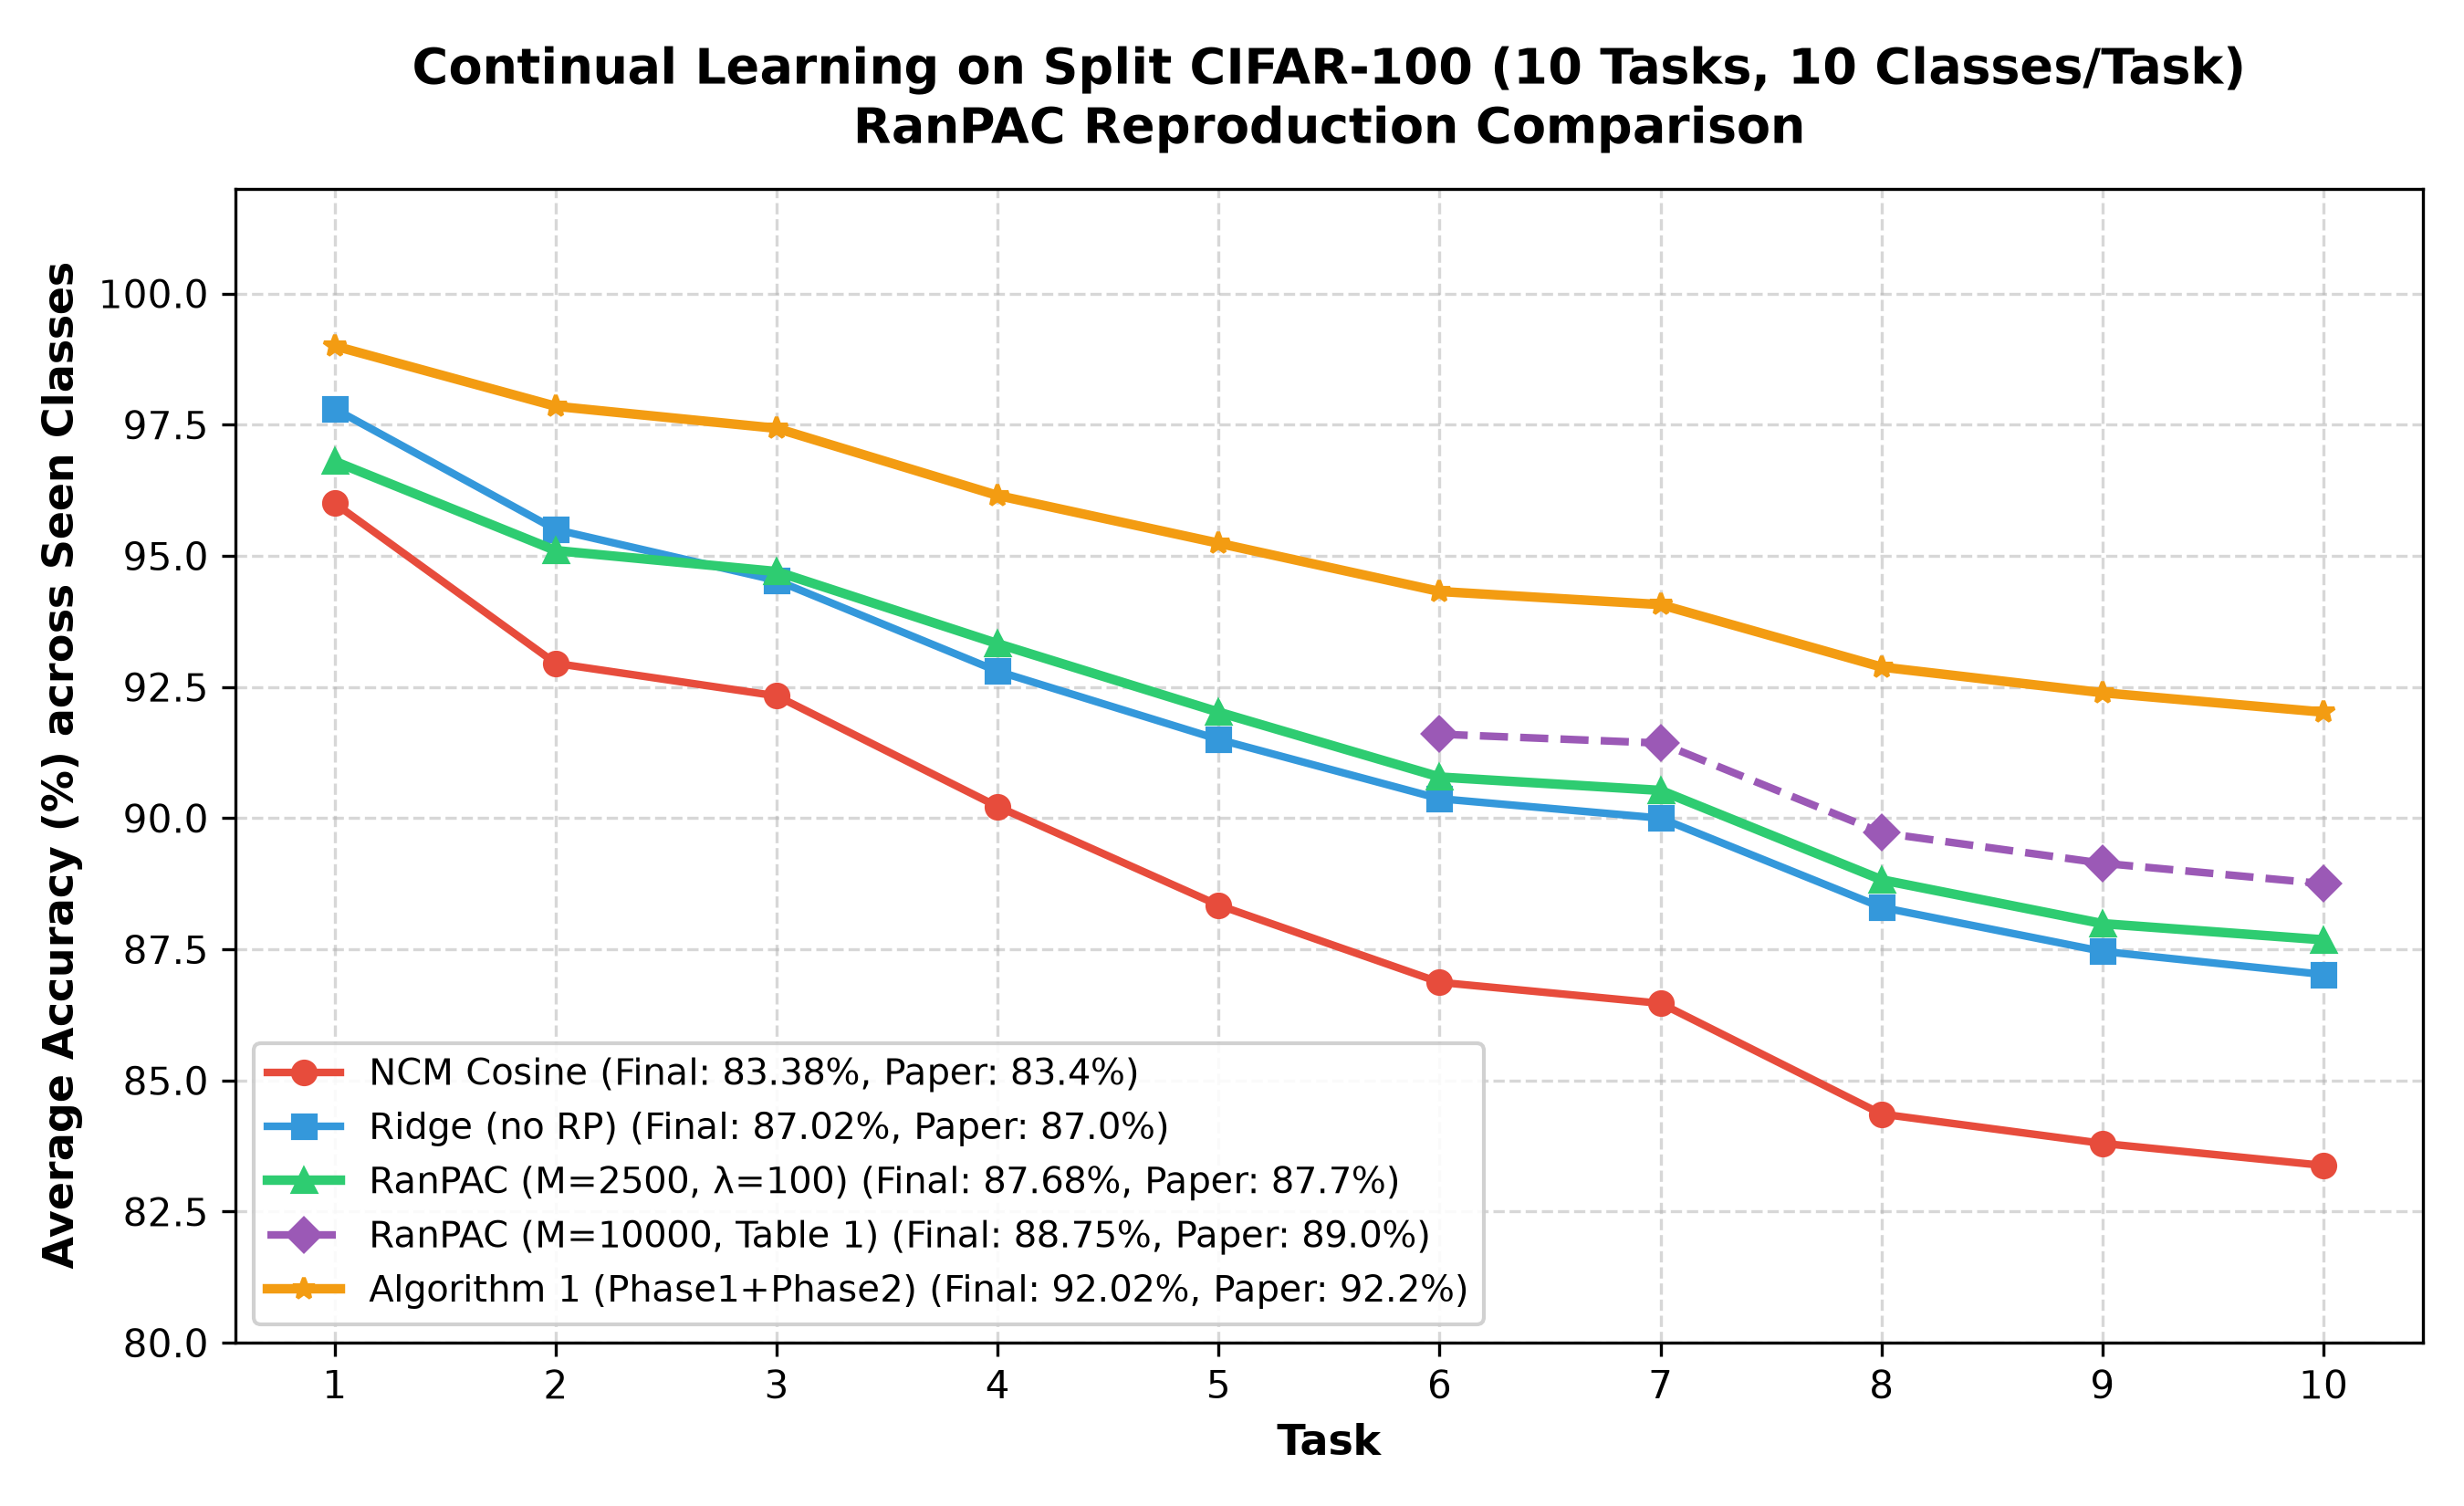 Continual Learning on Split CIFAR-100 (10 Tasks, 10 Classes/Task)
RanPAC Reproduction Comparison
Average Accuracy (%) across Seen Classes
100.0
97.5
95.0
92.5
90.0
87.5
85.0
82.5
80.0
NCM Cosine (Final: 83.38%, Paper: 83.4%)
Ridge (no RP) (Final: 87.02%, Paper: 87.0%)
RanPAC (M=2500, λ=100) (Final: 87.68%, Paper: 87.7%)
RanPAC (M=10000, Table 1) (Final: 88.75%, Paper: 89.0%)
Algorithm 1 (Phase1+Phase2) (Final: 92.02%, Paper: 92.2%)
1 2 3 4 5 6 7 8 9 10
Task